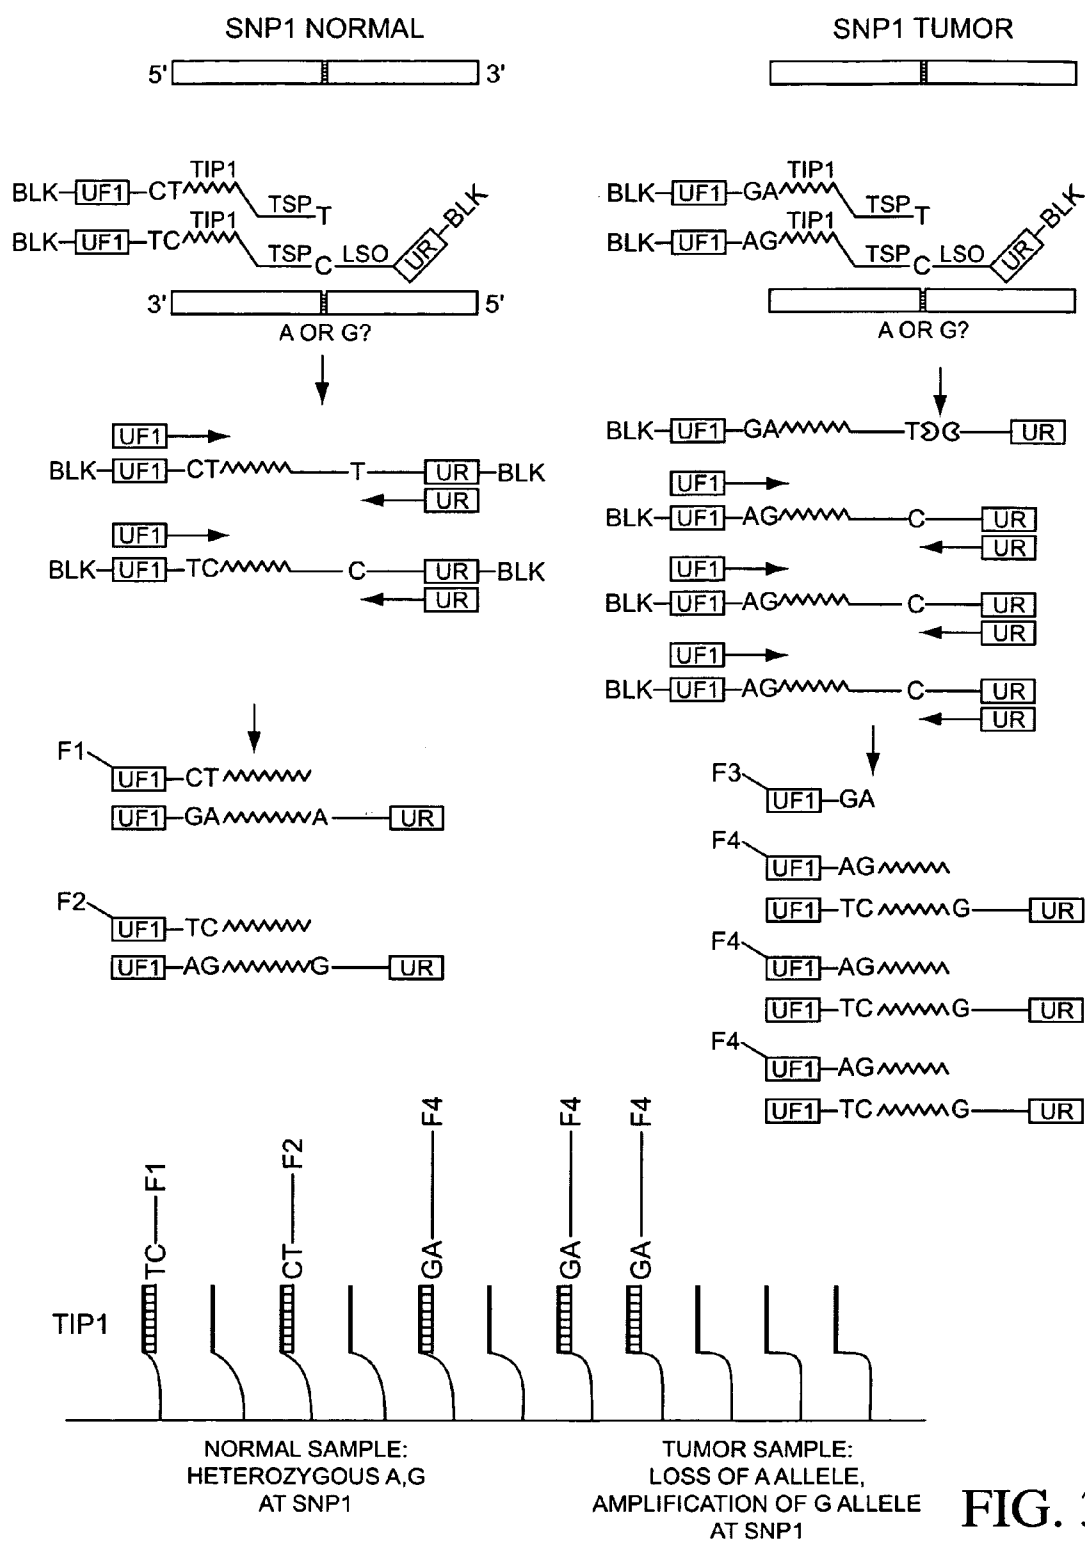 SNP1 NORMAL
SNP1 TUMOR
5' 3'
TIP1
BLK UF1 CT TSP T
TIP1
BLK UF1 TC TSP C LSO UR BLK
3' 5'
A OR G?
TIP1
BLK UF1 GA TSP T
TIP1
BLK UF1 AG TSP C LSO UR BLK
A OR G?
UF1
BLK UF1 CT T UR BLK
UR
UF1
BLK UF1 TC C UR BLK
UR
BLK UF1 GA T UR
UF1
BLK UF1 AG C UR
UR
UF1
BLK UF1 AG C UR
UR
UF1
BLK UF1 AG C UR
UR
F1
UF1 CT
UF1 GA A UR
F2
UF1 TC
UF1 AG G UR
F3
UF1 GA
F4
UF1 AG
UF1 TC G UR
F4
UF1 AG
UF1 TC G UR
F4
UF1 AG
UF1 TC G UR
TC F1
CT F2
GA F4
GA F4
GA F4
TIP1
NORMAL SAMPLE:
HETEROZYGOUS A,G
AT SNP1
TUMOR SAMPLE:
LOSS OF A ALLELE,
AMPLIFICATION OF G ALLELE
AT SNP1
FIG.